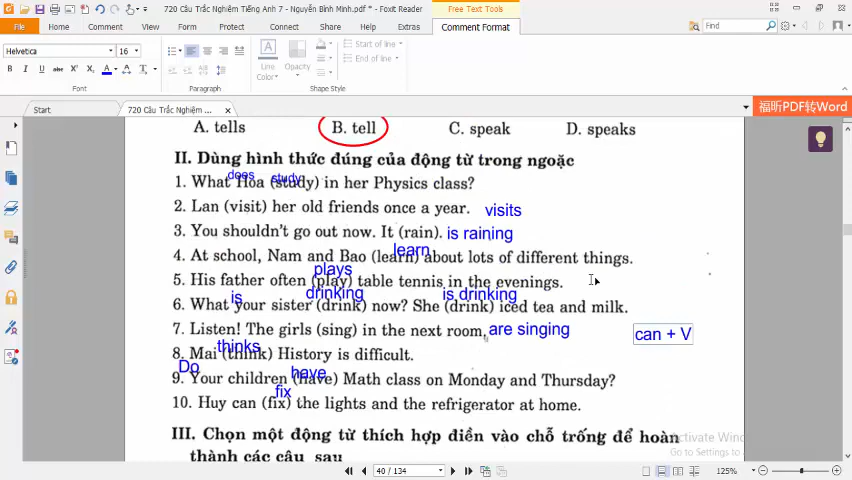 720 Câu Trắc Nghiệm Tiếng Anh 7 - Nguyễn Bình Minh.pdf * - Foxit Reader
Free Text Tools
File Home Comment View Form Protect Share Help Extras Comment Format
Find
Helvetica 16
Line Color
Opacity
Start of line
End of line
Formatting Paragraph Shape Style
Start 720 Câu Trắc Nghiệm ...
福昕PDF转Word
A. tells B. tell C. speak D. speaks
II. Dùng hình thức đúng của động từ trong ngoặc
does study
1. What Hoa (study) in her Physics class?
2. Lan (visit) her old friends once a year. visits
3. You shouldn't go out now. It (rain). is raining
learn
4. At school, Nam and Bao (learn) about lots of different things.
plays
5. His father often (play) table tennis in the evenings.
is drinking is drinking
6. What your sister (drink) now? She (drink) iced tea and milk.
7. Listen! The girls (sing) in the next room. are singing can + V
thinks
8. Mai (think) History is difficult.
Do have
9. Your children (have) Math class on Monday and Thursday?
fix
10. Huy can (fix) the lights and the refrigerator at home.
III. Chọn một động từ thích hợp điền vào chỗ trống để hoàn
thành các câu sau
Activate Wind
Go to Settings to
40 / 134 125%